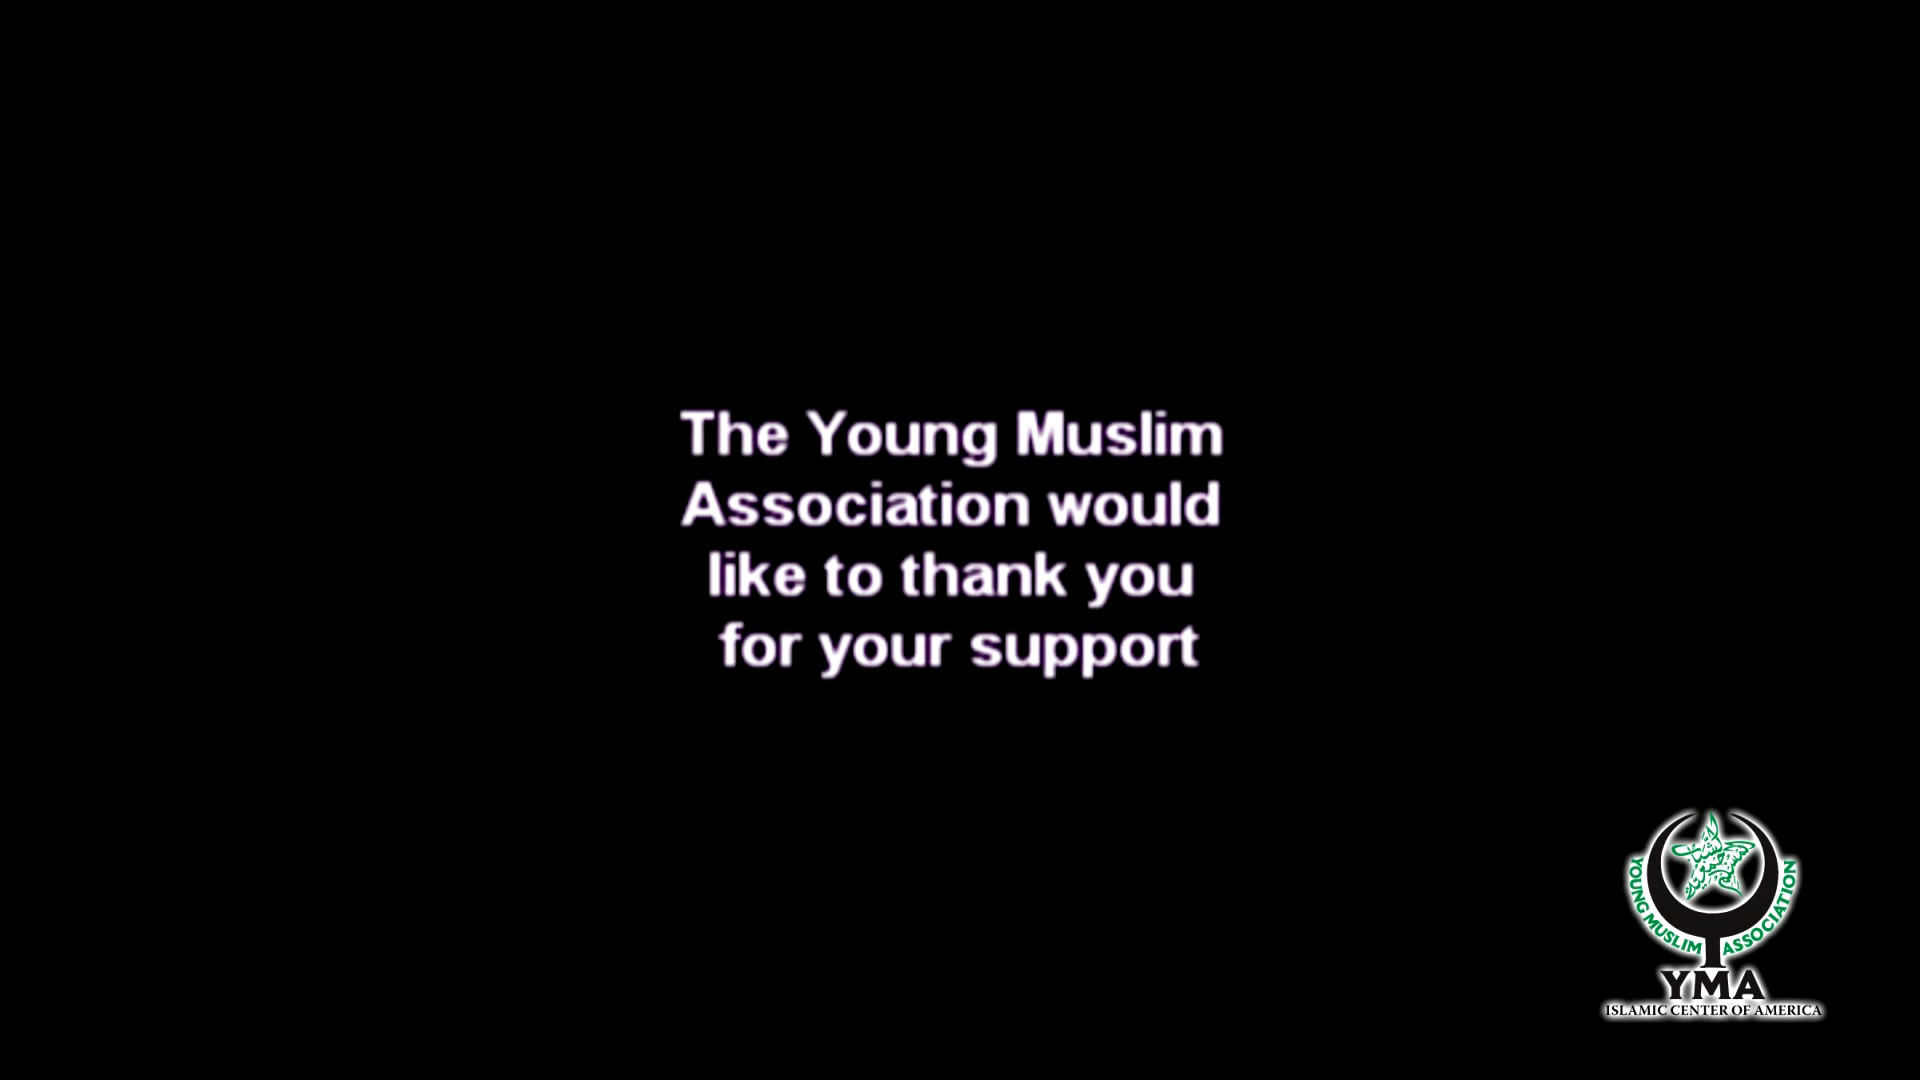 The Young Muslim
Association would
like to thank you
for your support
YOUNG MUSLIM ASSOCIATION
YMA
ISLAMIC CENTER OF AMERICA